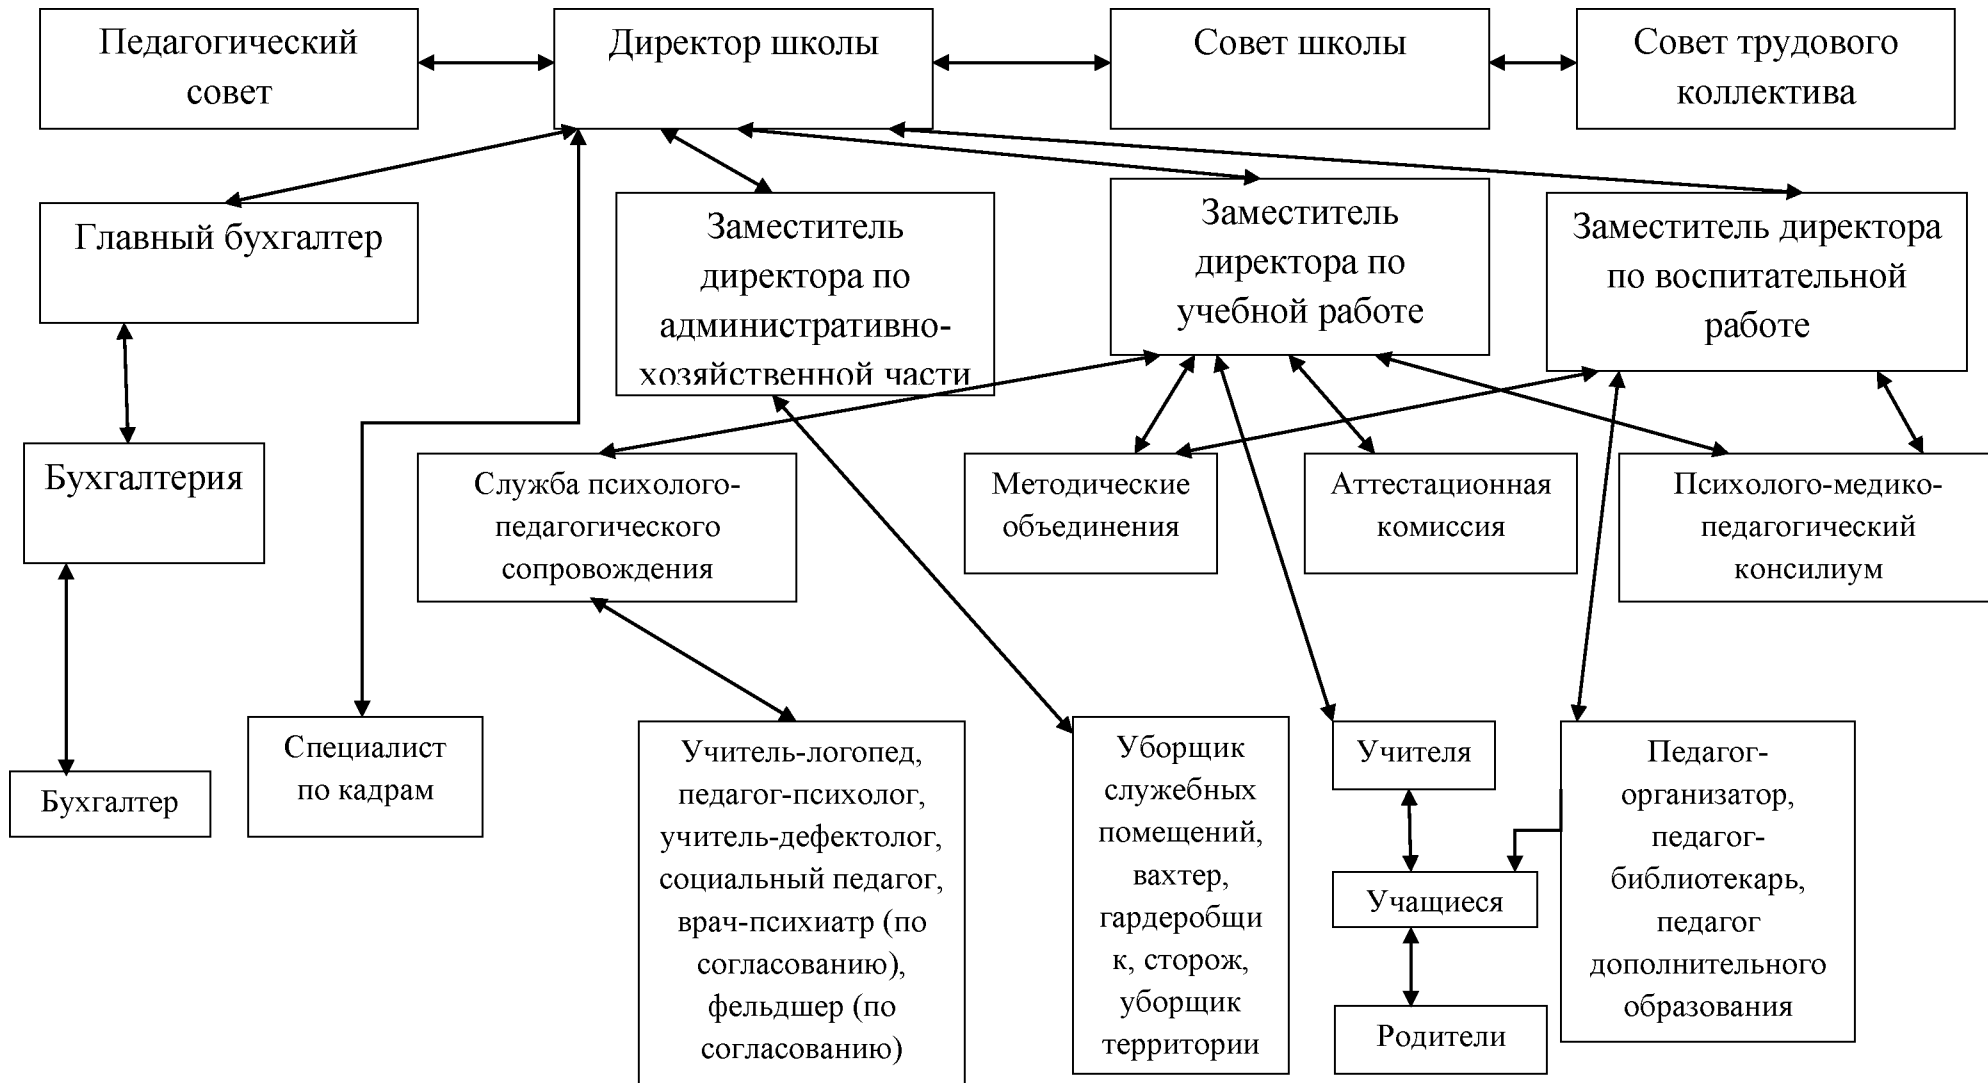 Педагогический
совет
Директор школы
Совет школы
Совет трудового
коллектива
Главный бухгалтер
Заместитель
директора по
административно-
хозяйственной части
Заместитель
директора по
учебной работе
Заместитель директора
по воспитательной
работе
Бухгалтерия
Служба психолого-
педагогического
сопровождения
Методические
объединения
Аттестационная
комиссия
Психолого-медико-
педагогический
консилиум
Бухгалтер
Специалист
по кадрам
Учитель-логопед,
педагог-психолог,
учитель-дефектолог,
социальный педагог,
врач-психиатр (по
согласованию),
фельдшер (по
согласованию)
Уборщик
служебных
помещений,
вахтер,
гардеробщи
к, сторож,
уборщик
территории
Учителя
Учащиеся
Родители
Педагог-
организатор,
педагог-
библиотекарь,
педагог
дополнительного
образования